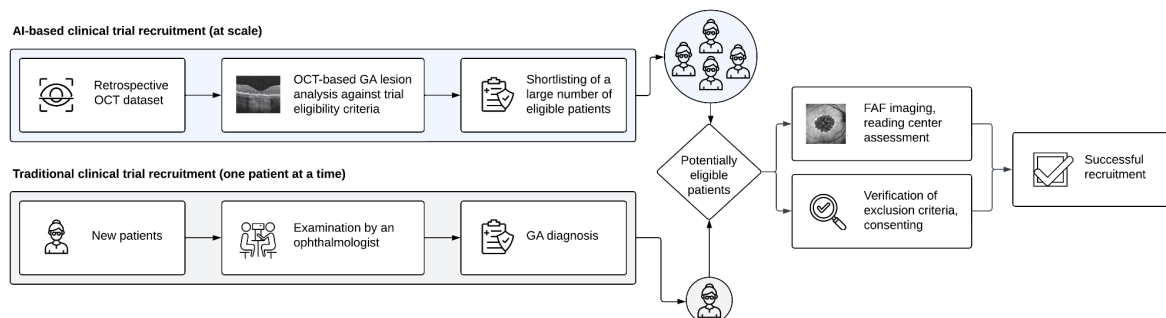 AI-based clinical trial recruitment (at scale)
Retrospective
OCT dataset
OCT-based GA lesion
analysis against trial
eligibility criteria
Shortlisting of a
large number of
eligible patients
Traditional clinical trial recruitment (one patient at a time)
New patients
Examination by an
ophthalmologist
GA diagnosis
Potentially
eligible
patients
FAF imaging,
reading center
assessment
Verification of
exclusion criteria,
consenting
Successful
recruitment